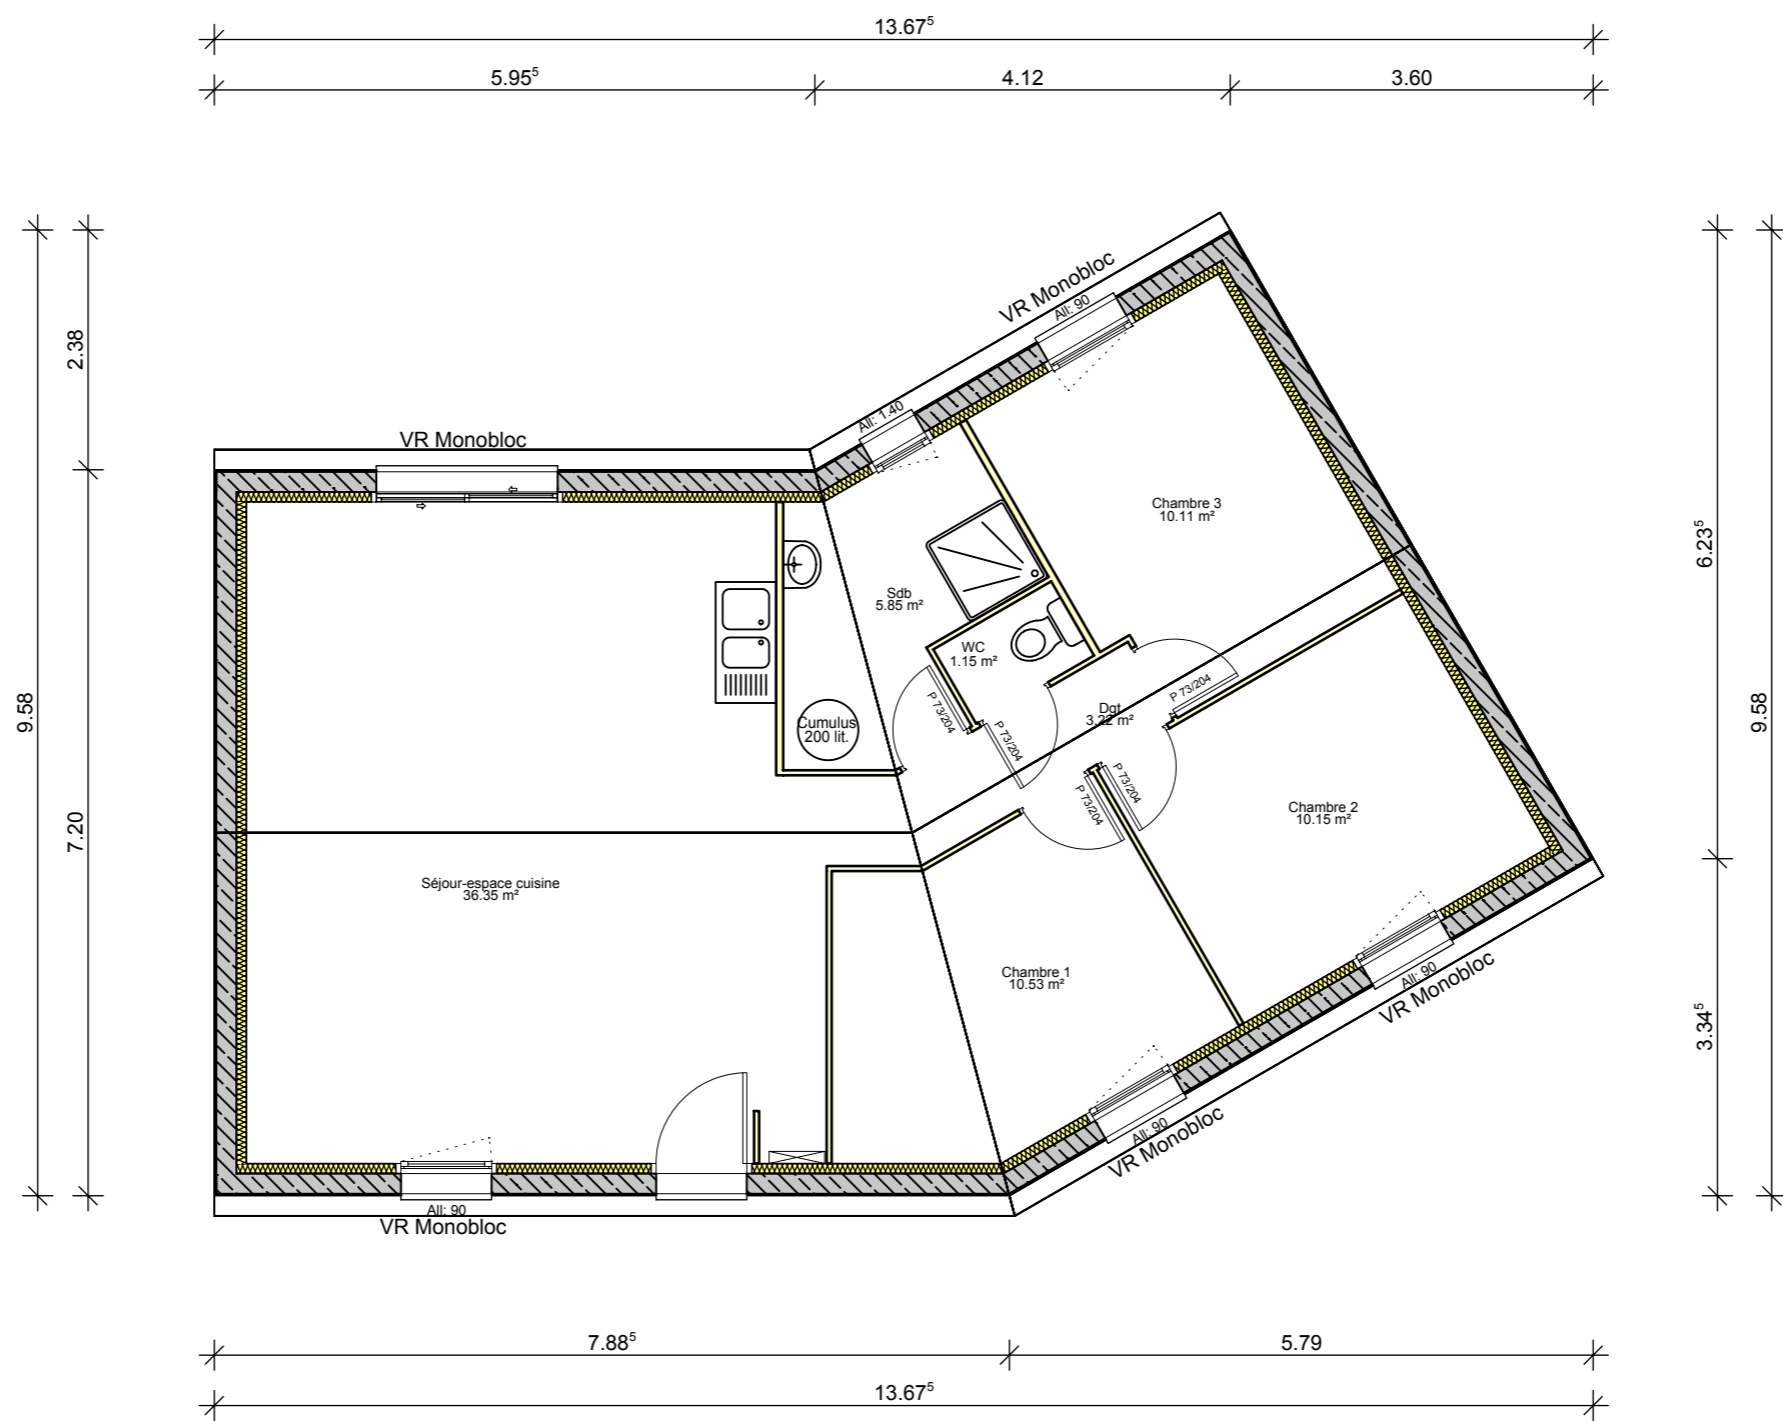 13.67⁵
5.95⁵
4.12
3.60
VR Monobloc
All: 90
2.38
9.58
7.20
VR Monobloc
All: 1.40
Chambre 3
10.11 m²
6.23⁵
9.58
3.34⁵
Sdb
5.85 m²
WC
1.15 m²
P 73/204
P 73/204
Dgt
3.22 m²
P 73/204
Cumulus
200 lit.
P 73/204
P 73/204
Chambre 2
10.15 m²
Séjour-espace cuisine
36.35 m²
Chambre 1
10.53 m²
All: 90
VR Monobloc
All: 90
VR Monobloc
All: 90
VR Monobloc
7.88⁵
5.79
13.67⁵